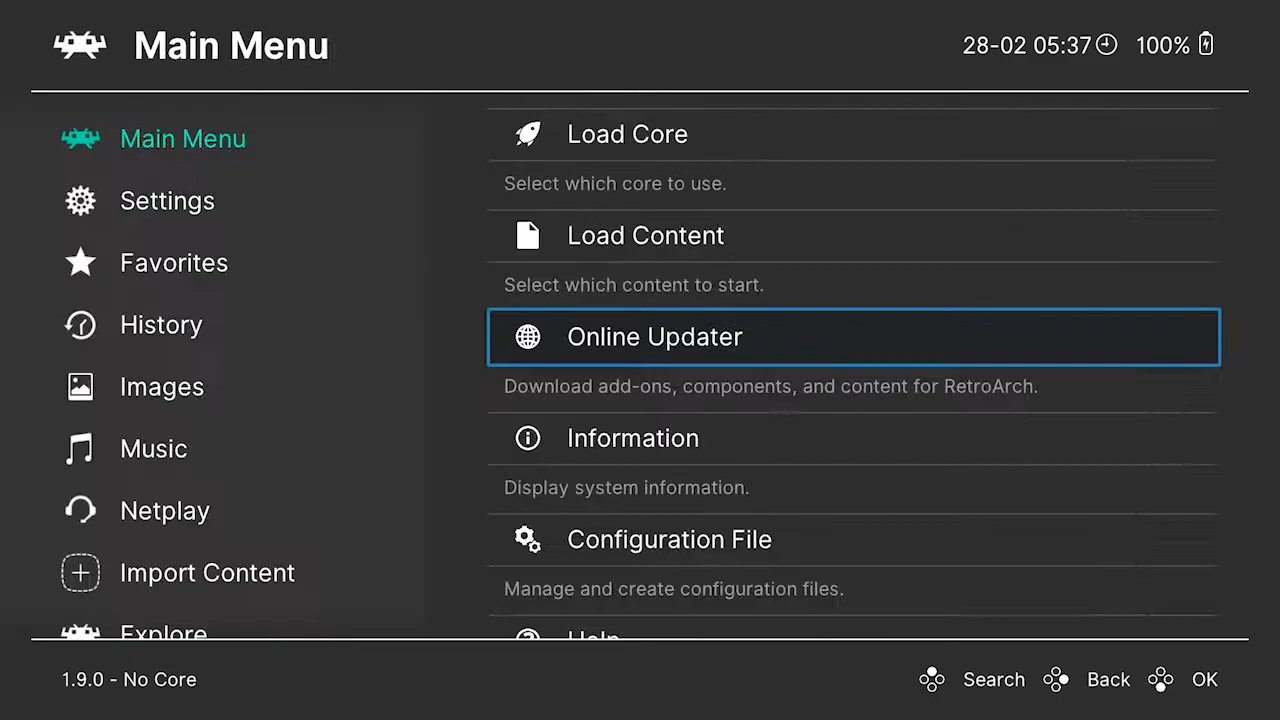 Main Menu
28-02 05:37
100%
Main Menu
Settings
Favorites
History
Images
Music
Netplay
Import Content
Explore
Load Core
Select which core to use.
Load Content
Select which content to start.
Online Updater
Download add-ons, components, and content for RetroArch.
Information
Display system information.
Configuration File
Manage and create configuration files.
Help
1.9.0 - No Core
Search
Back
OK